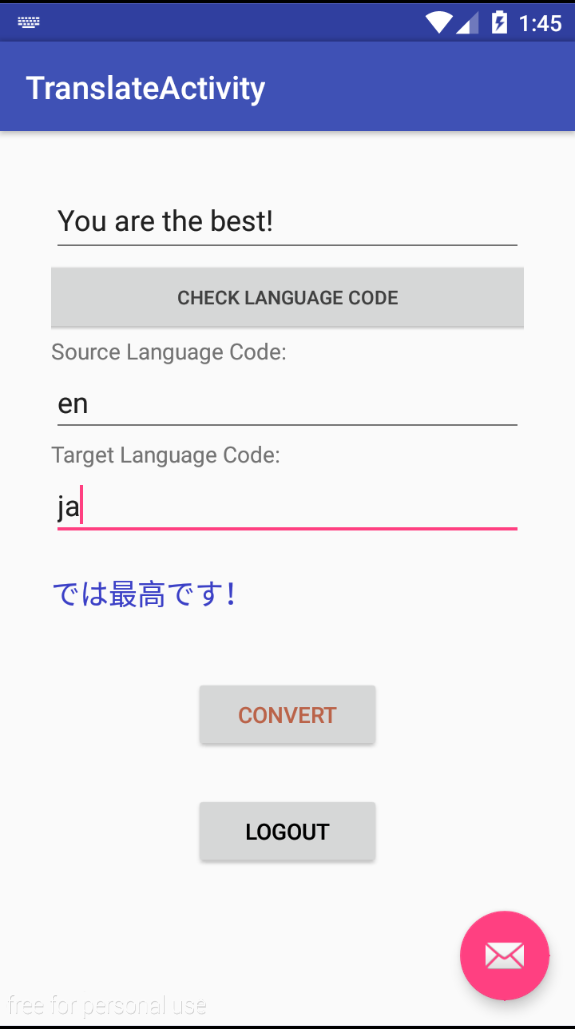 1:45
TranslateActivity
You are the best!
CHECK LANGUAGE CODE
Source Language Code:
en
Target Language Code:
ja
では最高です!
CONVERT
LOGOUT
free for personal use